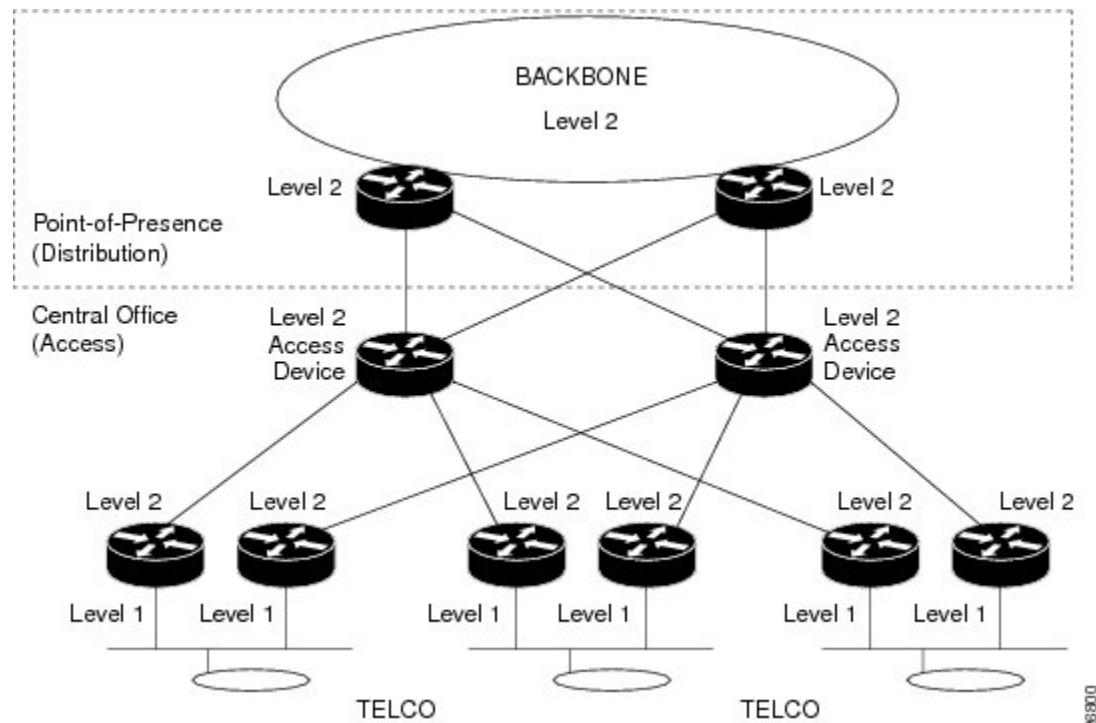 BACKBONE
Level 2
Level 2
Level 2
Point-of-Presence
(Distribution)
Central Office
(Access)
Level 2
Access
Device
Level 2
Access
Device
Level 2
Level 2
Level 2
Level 2
Level 2
Level 2
Level 1
Level 1
Level 1
Level 1
Level 1
Level 1
TELCO
TELCO